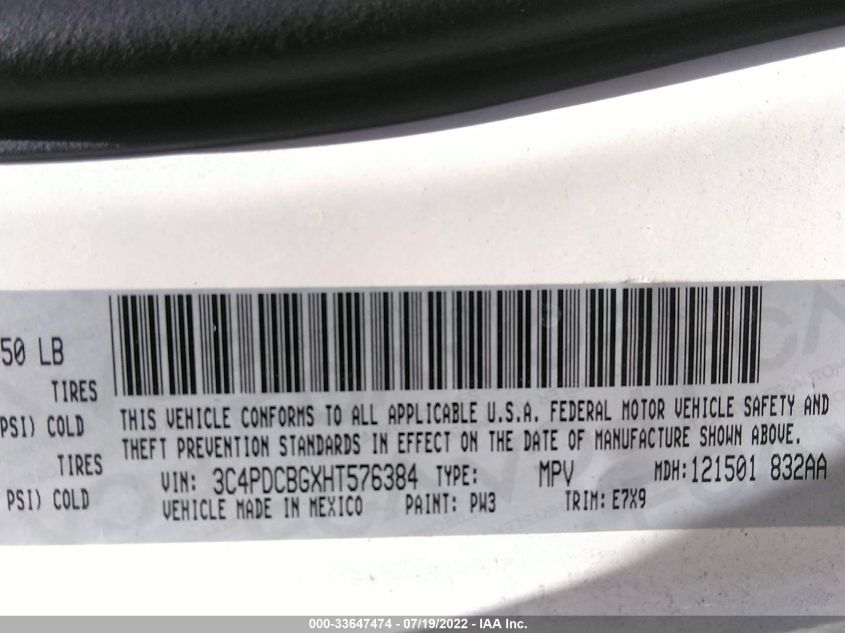 50 LB
TIRES
PSI) COLD
TIRES
PSI) COLD
THIS VEHICLE CONFORMS TO ALL APPLICABLE U.S.A. FEDERAL MOTOR VEHICLE SAFETY AND
THEFT PREVENTION STANDARDS IN EFFECT ON THE DATE OF MANUFACTURE SHOWN ABOVE.
VIN: 3C4PDCBGXHT576384 TYPE: MPV MDH:121501 832AA
VEHICLE MADE IN MEXICO PAINT: PW3 TRIM: E7X9
000-33647474 - 07/19/2022 - IAA Inc.